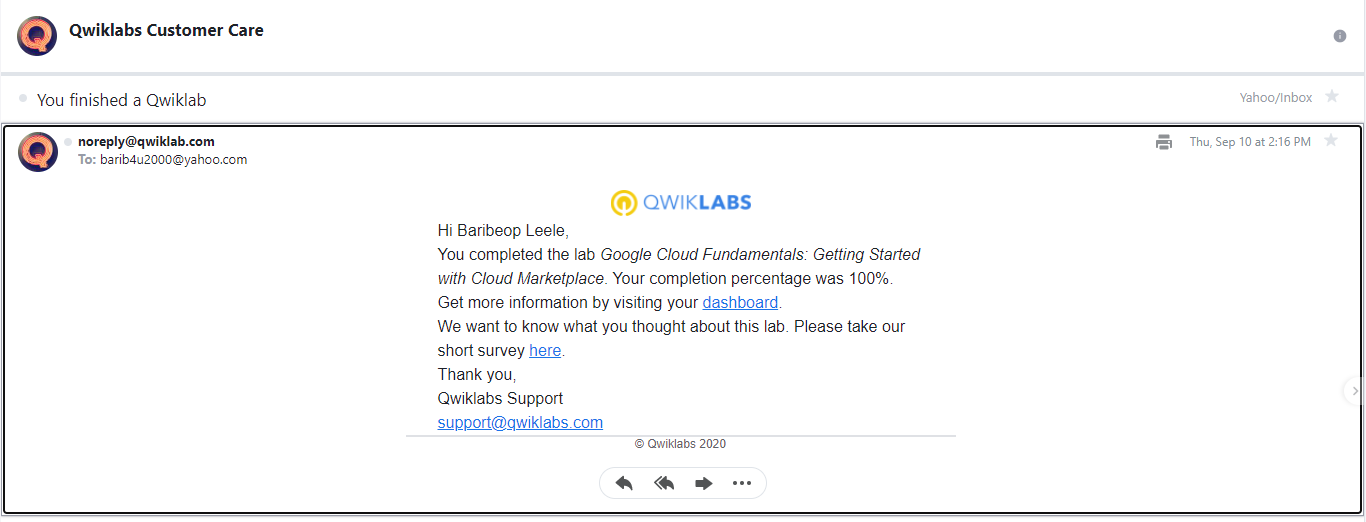 Qwiklabs Customer Care
You finished a Qwiklab
Yahoo/Inbox
noreply@qwiklab.com
Thu, Sep 10 at 2:16 PM
To: barib4u2000@yahoo.com
QWIKLABS
Hi Baribeop Leele,
You completed the lab Google Cloud Fundamentals: Getting Started
with Cloud Marketplace. Your completion percentage was 100%.
Get more information by visiting your dashboard.
We want to know what you thought about this lab. Please take our
short survey here.
Thank you,
Qwiklabs Support
support@qwiklabs.com
© Qwiklabs 2020